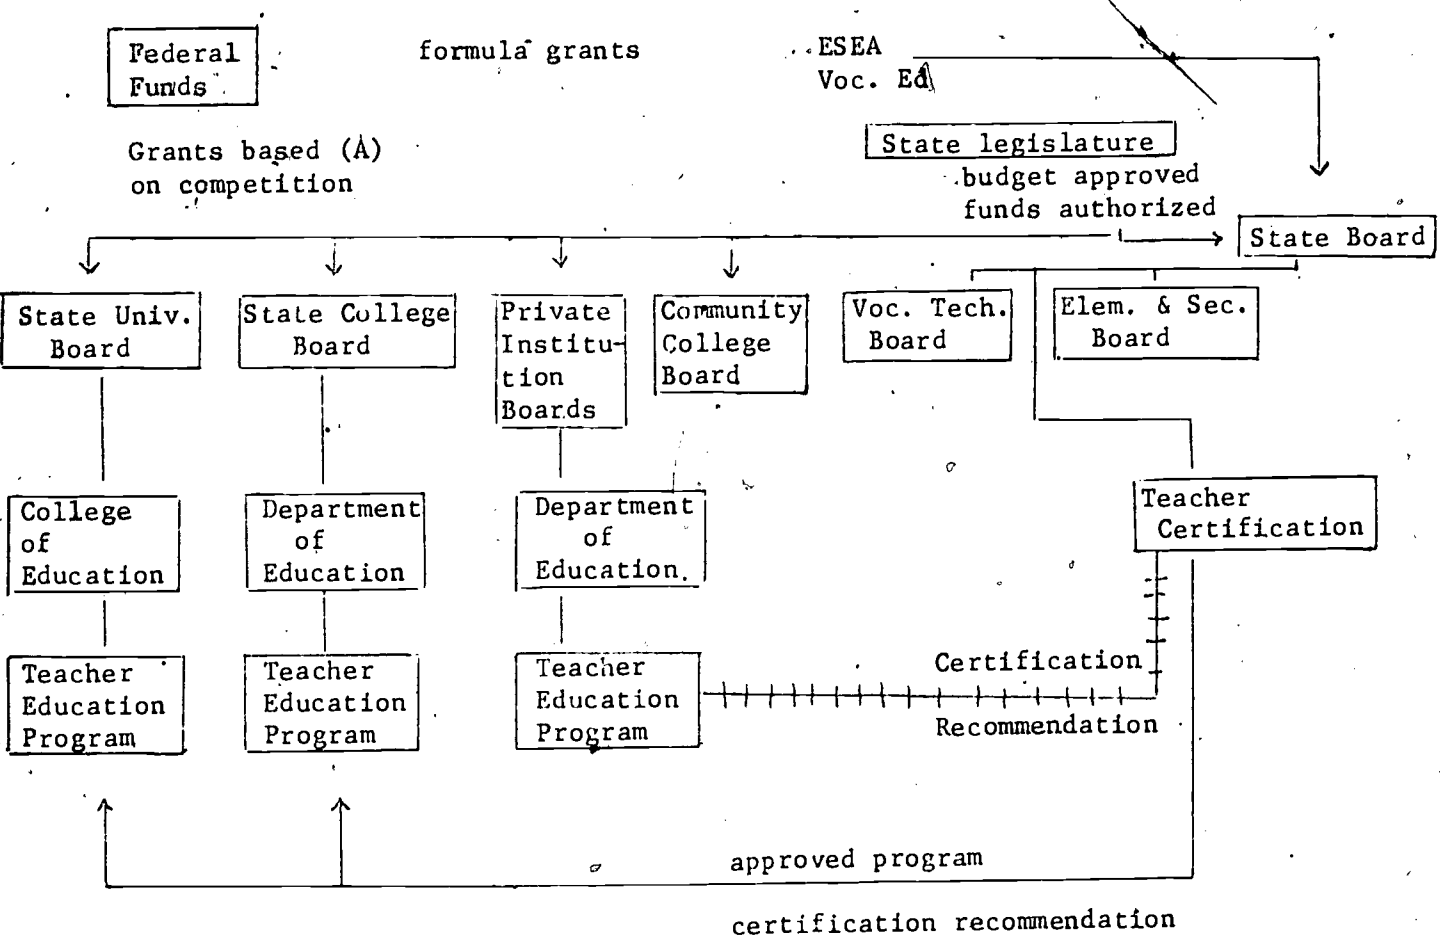 Federal
Funds
formula grants
ESEA
Voc. Ed
Grants based (A)
on competition
State legislature
budget approved
funds authorized
State Board
State Univ.
Board
State College
Board
Private
Institu-
tion
Boards
Community
College
Board
Voc. Tech.
Board
Elem. & Sec.
Board
College
of
Education
Department
of
Education
Department
of
Education.
Teacher
Certification
Teacher
Education
Program
Teacher
Education
Program
Teacher
Education
Program
Certification
Recommendation
approved program
certification recommendation